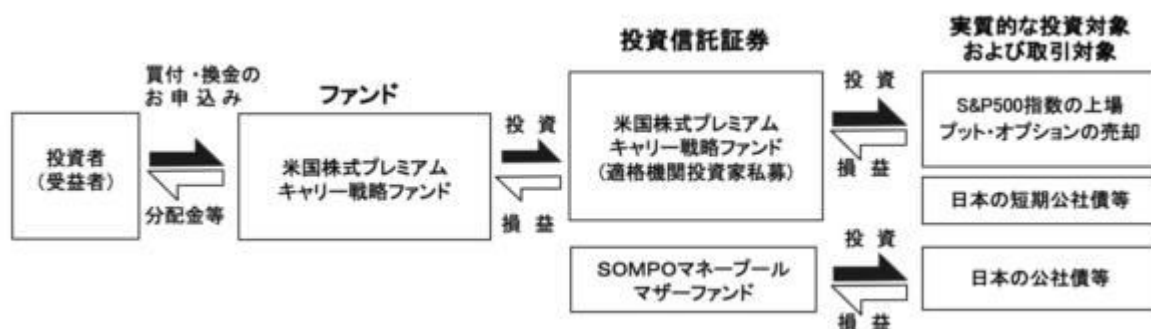 実質的な投資対象
および取引対象
投資信託証券
買付・換金の
お申込み
ファンド
投資
投資
投資者
(受益者)
米国株式プレミアム
キャリー戦略ファンド
米国株式プレミアム
キャリー戦略ファンド
(適格機関投資家私募)
S&P500指数の上場
プット・オプションの売却
分配金等
損益
損益
日本の短期公社債等
投資
SOMPOマネープール
マザーファンド
日本の公社債等
損益